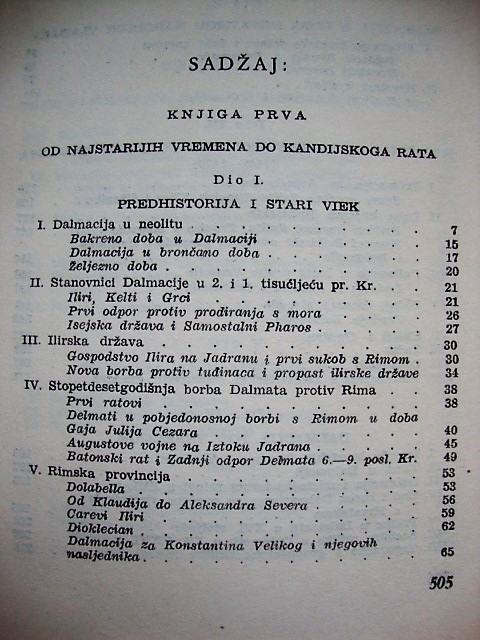 SADŽAJ:
KNJIGA PRVA
OD NAJSTARIJIH VREMENA DO KANDIJSKOGA RATA
Dio I.
PREDHISTORIJA I STARI VIEK
I. Dalmacija u neolitu . . . . . . . . . 7
Bakreno doba u Dalmaciji . . . . . . . 15
Dalmacija u brončamo doba . . . . . . . 17
Željezno doba . . . . . . . . . . . 20
II. Stanovnici Dalmacije u 2. i 1. tisućljeću pr. Kr. . . 21
Iliri, Kelti i Grci . . . . . . . . . 21
Prvi odpor protiv prodiranja s mora . . . . 26
Isejska država i Samostalni Pharos . . . . . 27
III. Ilirska država . . . . . . . . . . 30
Gospodstvo Ilira na Jadranu i prvi sukob s Rimom . 30
Nova borba protiv tuđinaca i propast ilirske države 34
IV. Stopetdesetgodišnja borba Dalmata protiv Rima . . 38
Prvi ratovi . . . . . . . . . . . 38
Delmati u pobjedonosnoj borbi s Rimom u doba
Gaja Julija Cezara . . . . . . . . . 40
Augustove vojne na Iztoku Jadrana . . . . . 45
Batonski rat i Zadnji odpor Delmata 6.—9. posl. Kr. 49
V. Rimska provincija . . . . . . . . . 53
Dolabella . . . . . . . . . . . . 53
Od Klaudija do Aleksandra Severa . . . . . 56
Carevi Iliri . . . . . . . . . . . 59
Dioklecian . . . . . . . . . . . 62
Dalmacija za Konstantina Velikog i njegovih
nasljednika . . . . . . . . . . . 65
505